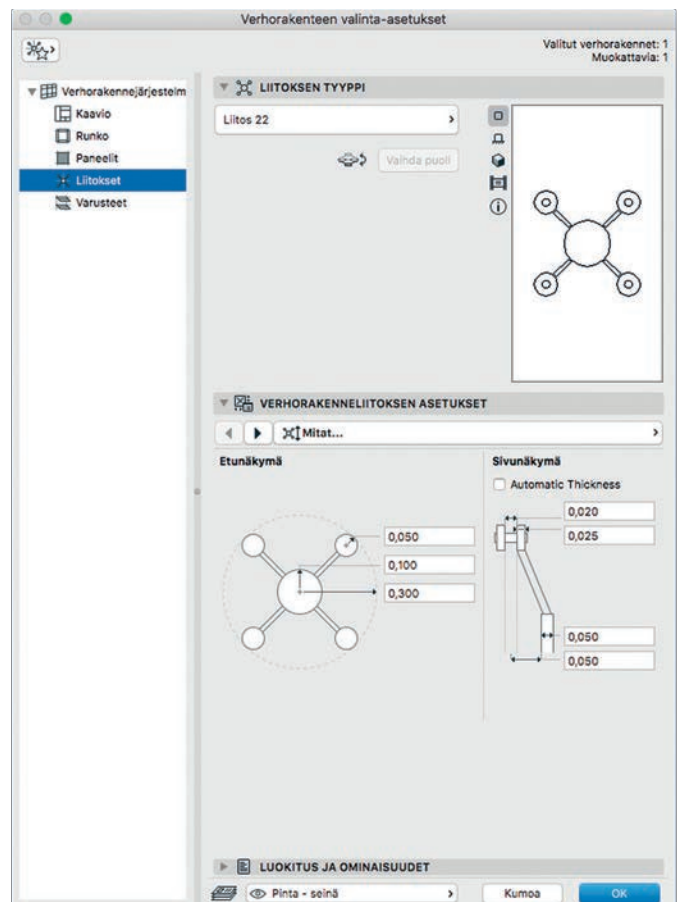 Verhorakenteen valinta-asetukset
Valitut verhorakennet: 1
Muokattavia: 1
Verhorakennejärjestelm
Kaavio
Runko
Paneelit
Liitokset
Varusteet
LIITOKSEN TYYPPI
Liitos 22
Vaihda puoli
VERHORAKENNELIITOKSEN ASETUKSET
Mitat...
Etunäkymä
0,050
0,100
0,300
Sivunäkymä
Automatic Thickness
0,020
0,025
0,050
0,050
LUOKITUS JA OMINAISUUDET
Pinta - seinä
Kumoa
OK